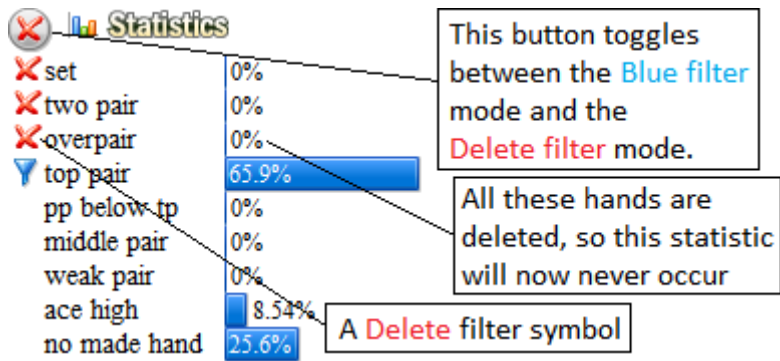 Statistics
set 0%
two pair 0%
overpair 0%
top pair 65.9%
pp below tp 0%
middle pair 0%
weak pair 0%
ace high 8.54%
no made hand 25.6%
This button toggles
between the Blue filter
mode and the
Delete filter mode.
All these hands are
deleted, so this statistic
will now never occur
A Delete filter symbol